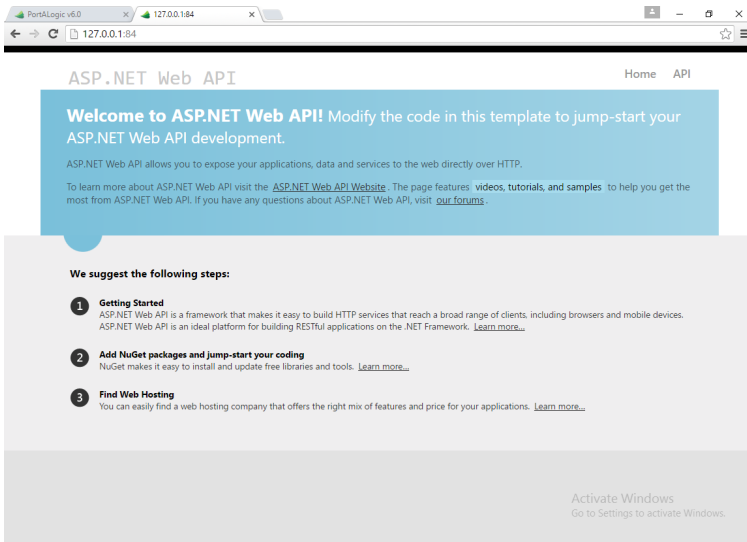 PortALogic v6.0
127.0.0.1:84
127.0.0.1:84
ASP.NET Web API
Home API
Welcome to ASP.NET Web API! Modify the code in this template to jump-start your
ASP.NET Web API development.
ASP.NET Web API allows you to expose your applications, data and services to the web directly over HTTP.
To learn more about ASP.NET Web API visit the ASP.NET Web API Website. The page features videos, tutorials, and samples to help you get the
most from ASP.NET Web API. If you have any questions about ASP.NET Web API, visit our forums.
We suggest the following steps:
1 Getting Started
ASP.NET Web API is a framework that makes it easy to build HTTP services that reach a broad range of clients, including browsers and mobile devices.
ASP.NET Web API is an ideal platform for building RESTful applications on the .NET Framework. Learn more...
2 Add NuGet packages and jump-start your coding
NuGet makes it easy to install and update free libraries and tools. Learn more...
3 Find Web Hosting
You can easily find a web hosting company that offers the right mix of features and price for your applications. Learn more...
Activate Windows
Go to Settings to activate Windows.